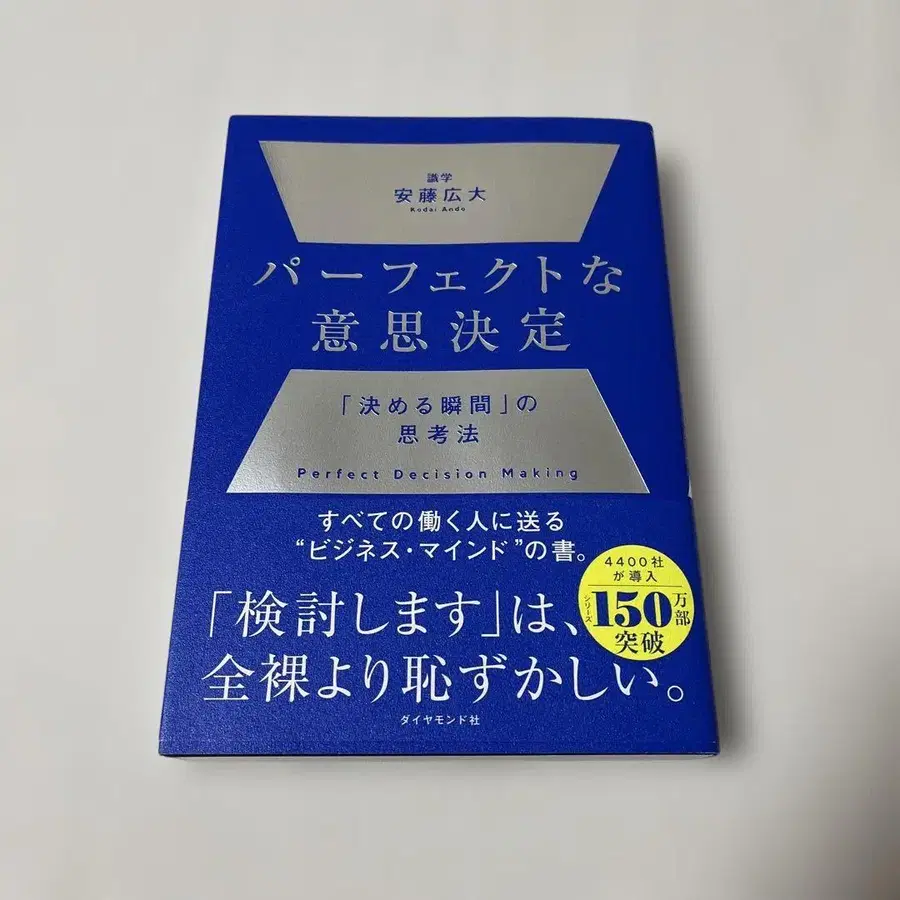 識学
安藤広大
Kodai Ando
パーフェクトな
意思決定
「決める瞬間」の
思考法
Perfect Decision Making
すべての働く人に送る
“ビジネス・マインド”の書。
4400社
が導入
シリーズ150万部
突破
「検討します」は、
全裸より恥ずかしい。
ダイヤモンド社